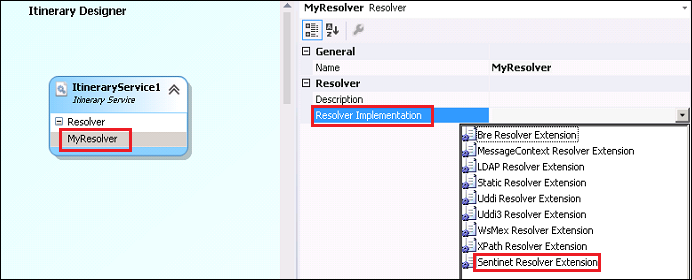 Itinerary Designer
ItineraryService1
Itinerary Service
Resolver
MyResolver
MyResolver Resolver
General
Name MyResolver
Resolver
Description
Resolver Implementation
Bre Resolver Extension
MessageContext Resolver Extension
LDAP Resolver Extension
Static Resolver Extension
Uddi Resolver Extension
Uddi3 Resolver Extension
WsMex Resolver Extension
XPath Resolver Extension
Sentinet Resolver Extension